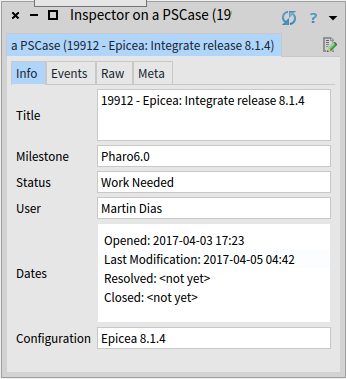 Inspector on a PSCase (19
?
a PSCase (19912 - Epicea: Integrate release 8.1.4)
Info Events Raw Meta
Title 19912 - Epicea: Integrate release 8.1.4
Milestone Pharo6.0
Status Work Needed
User Martin Dias
Dates
Opened: 2017-04-03 17:23
Last Modification: 2017-04-05 04:42
Resolved: <not yet>
Closed: <not yet>
Configuration Epicea 8.1.4